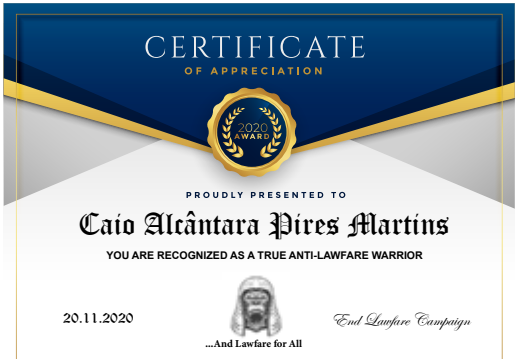 CERTIFICATE
OF APPRECIATION
2020
AWARD
PROUDLY PRESENTED TO
Caio Alcântara Pires Martins
YOU ARE RECOGNIZED AS A TRUE ANTI-LAWFARE WARRIOR
20.11.2020
End Lawfare Campaign
...And Lawfare for All